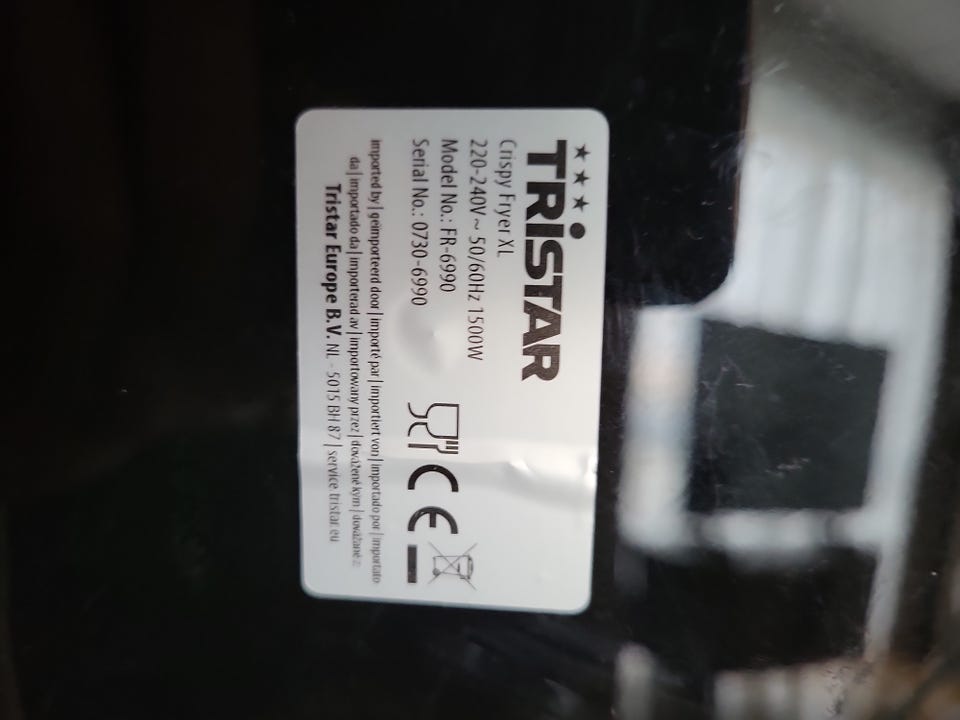 TRiSTAR
Crispy Fryer XL
220-240V ~ 50/60Hz 1500W
Model No.: FR-6990
Serial No.: 0730-6990
CE
imported by | geïmporteerd door | importé par | importiert von | importado por | importato
da | importado da | importerad av | importowany przez | dovážené kým | dovážané z:
Tristar Europe B.V. NL - 5015 BH 87 | service tristar.eu